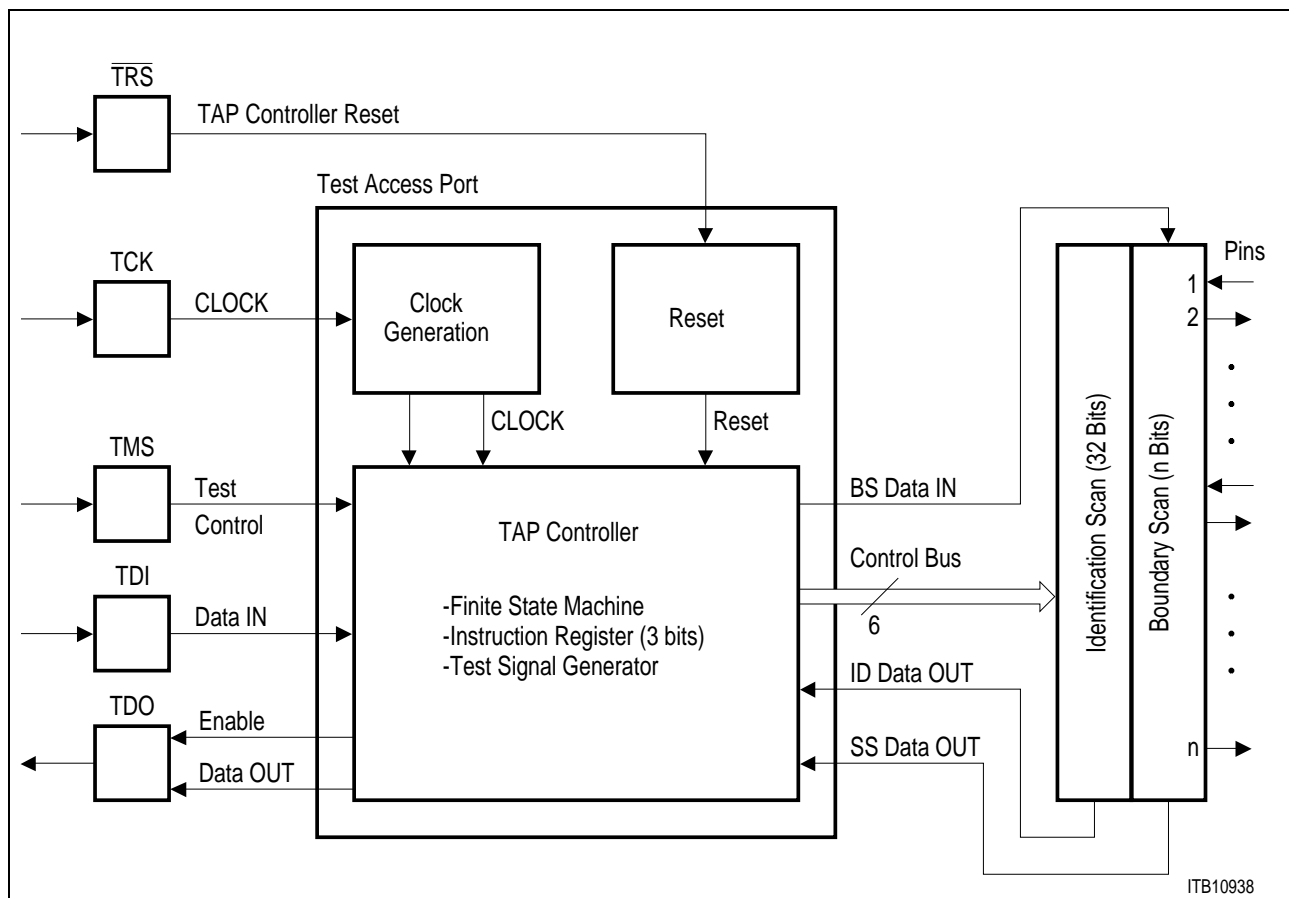 TRS
TAP Controller Reset
Test Access Port
TCK
CLOCK
Clock
Generation
Reset
CLOCK
Reset
TMS
Test
Control
TAP Controller
-Finite State Machine
-Instruction Register (3 bits)
-Test Signal Generator
TDI
Data IN
TDO
Enable
Data OUT
BS Data IN
Control Bus
6
ID Data OUT
SS Data OUT
Identification Scan (32 Bits)
Boundary Scan (n Bits)
Pins
1
2
n
ITB10938